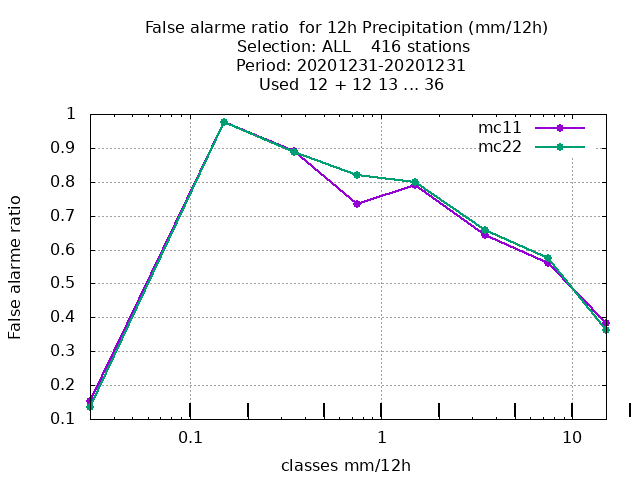 False alarme ratio  for 12h Precipitation (mm/12h)
Selection: ALL    416 stations
Period: 20201231-20201231
Used  12 + 12 13 ... 36
mc11
mc22
1
0.9
0.8
0.7
0.6
0.5
0.4
0.3
0.2
0.1
False alarme ratio
0.1 1 10
classes mm/12h